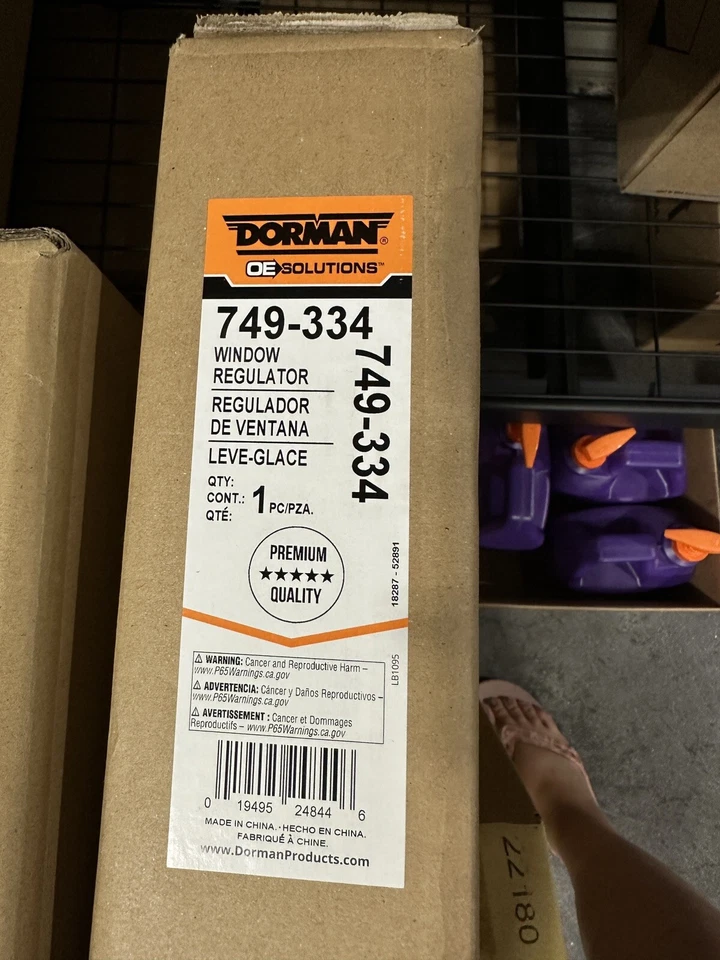 DORMAN®
OE SOLUTIONS™
749-334
WINDOW
REGULATOR
REGULADOR
DE VENTANA
LEVE-GLACE
749-334
QTY:
CONT.: 1 PC/PZA.
QTÉ:
PREMIUM
★★★★★
QUALITY
18287 - 52891
LB1095
⚠ WARNING: Cancer and Reproductive Harm –
www.P65Warnings.ca.gov
⚠ ADVERTENCIA: Cáncer y Daños Reproductivos –
www.P65Warnings.ca.gov
⚠ AVERTISSEMENT : Cancer et Dommages
Reproductifs – www.P65Warnings.ca.gov
0 19495 24844 6
MADE IN CHINA.-HECHO EN CHINA.
FABRIQUÉ À CHINE.
www.DormanProducts.com